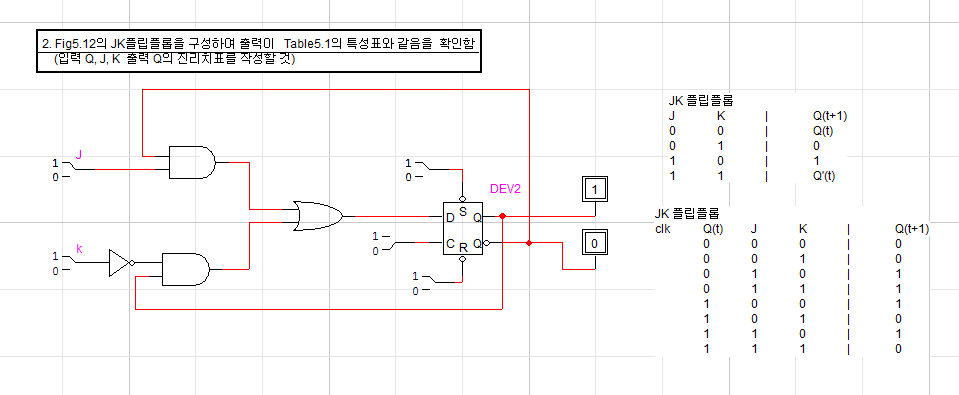 2. Fig5.12의 JK플립플롭을 구성하여 출력이 Table5.1의 특성표와 같음을 확인함
(입력 Q, J, K 출력 Q의 진리치표를 작성할 것)
JK 플립플롭
J K | Q(t+1)
0 0 | Q(t)
0 1 | 0
1 0 | 1
1 1 | Q'(t)
J
1
0
1
0
DEV2
1
S
D Q
JK 플립플롭
clk Q(t) J K | Q(t+1)
0 0 0 | 0
0 0 1 | 0
0 1 0 | 1
0 1 1 | 1
1 0 0 | 1
1 0 1 | 0
1 1 0 | 1
1 1 1 | 0
k
1
0
1
0
C R Q
0
1
0